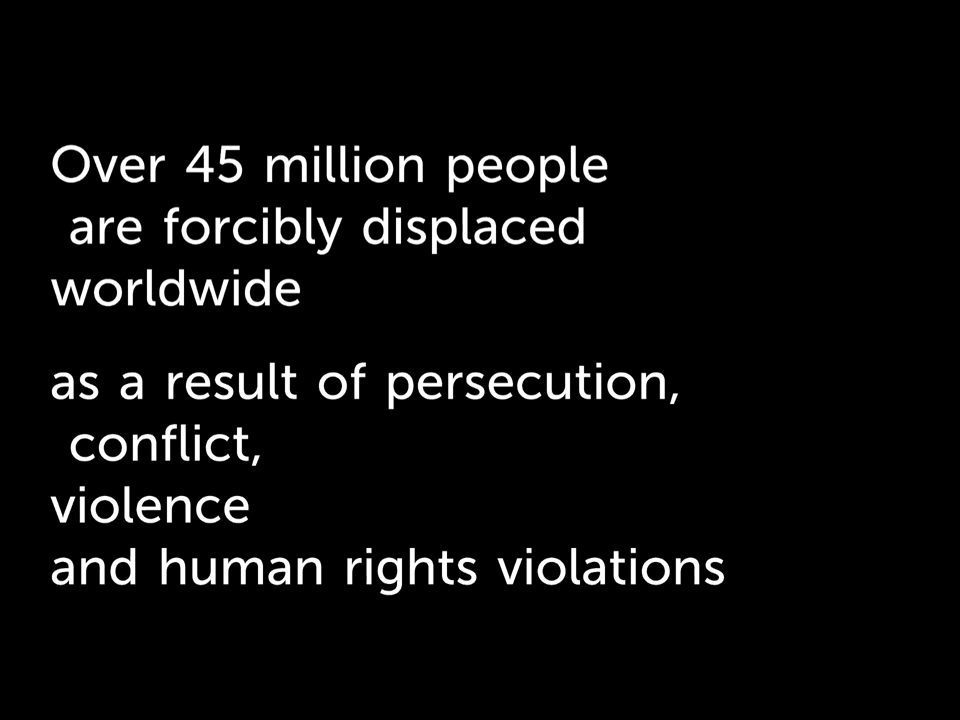 Over 45 million people
are forcibly displaced
worldwide
as a result of persecution,
conflict,
violence
and human rights violations